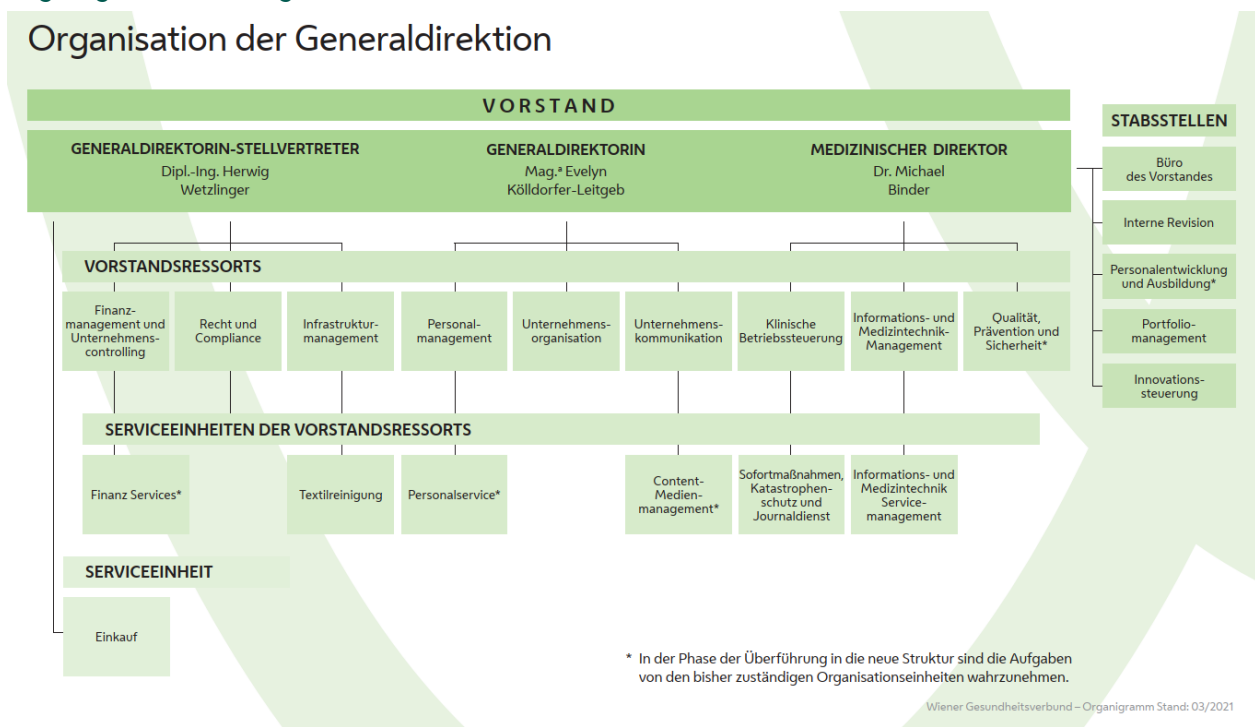 Organisation der Generaldirektion
VORSTAND
GENERALDIREKTORIN-STELLVERTRETER
Dipl.-Ing. Herwig
Wetzlinger
GENERALDIREKTORIN
Mag.ª Evelyn
Kölldorfer-Leitgeb
MEDIZINISCHER DIREKTOR
Dr. Michael
Binder
STABSSTELLEN
Büro
des Vorstandes
Interne Revision
Personalentwicklung
und Ausbildung*
Portfolio-
management
Innovations-
steuerung
VORSTANDSRESSORTS
Finanz-
management und
Unternehmens-
controlling
Recht und
Compliance
Infrastruktur-
management
Personal-
management
Unternehmens-
organisation
Unternehmens-
kommunikation
Klinische
Betriebssteuerung
Informations- und
Medizintechnik-
Management
Qualität,
Prävention und
Sicherheit*
SERVICEEINHEITEN DER VORSTANDSRESSORTS
Finanz Services*
Textilreinigung
Personalservice*
Content-
Medien-
management*
Sofortmaßnahmen,
Katastrophen-
schutz und
Journaldienst
Informations- und
Medizintechnik
Service-
management
SERVICEEINHEIT
Einkauf
* In der Phase der Überführung in die neue Struktur sind die Aufgaben
von den bisher zuständigen Organisationseinheiten wahrzunehmen.
Wiener Gesundheitsverbund – Organigramm Stand: 03/2021